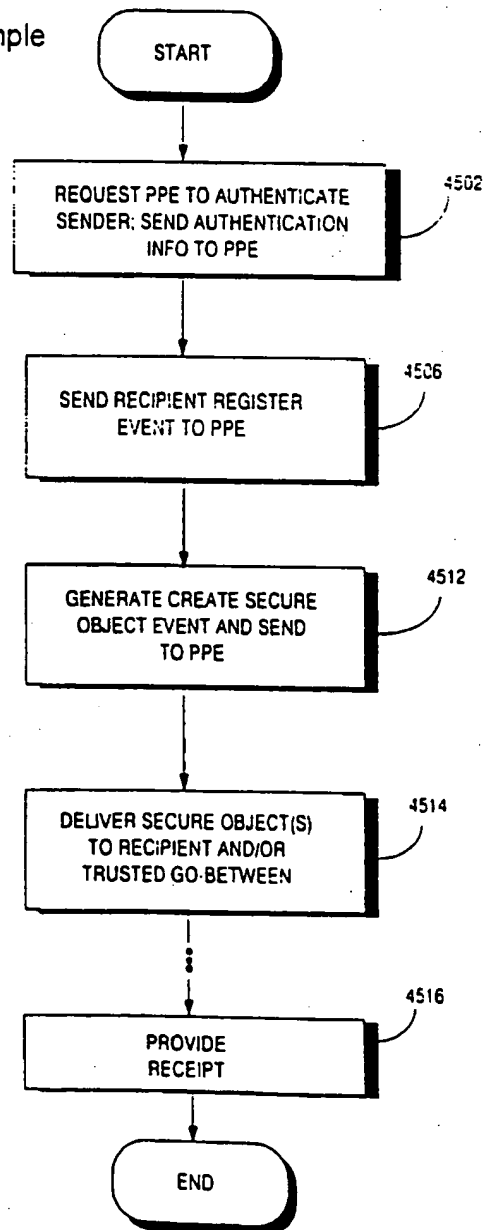 mple
START
REQUEST PPE TO AUTHENTICATE
SENDER; SEND AUTHENTICATION
INFO TO PPE
4502
SEND RECIPIENT REGISTER
EVENT TO PPE
4506
GENERATE CREATE SECURE
OBJECT EVENT AND SEND
TO PPE
4512
DELIVER SECURE OBJECT(S)
TO RECIPIENT AND/OR
TRUSTED GO-BETWEEN
4514
PROVIDE
RECEIPT
4516
END